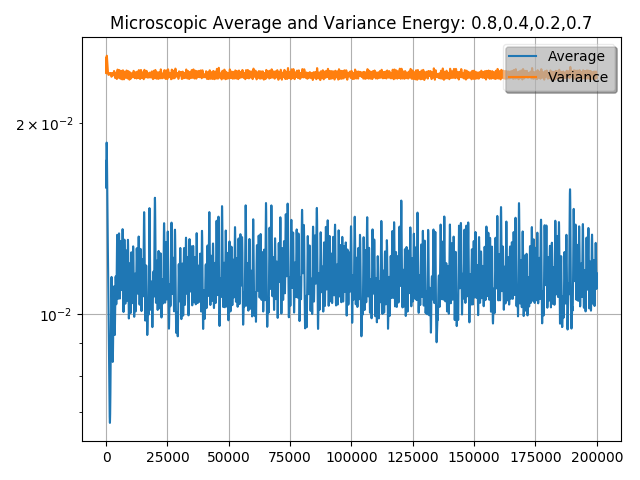 Microscopic Average and Variance Energy: 0.8,0.4,0.2,0.7
Average
Variance
2 × 10⁻²
10⁻²
0 25000 50000 75000 100000 125000 150000 175000 200000